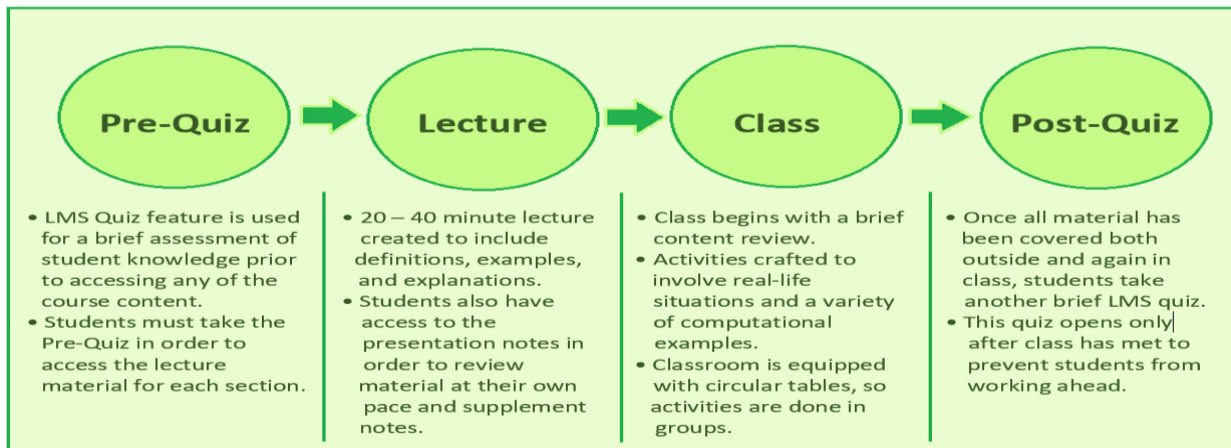 Pre-Quiz
Lecture
Class
Post-Quiz
• LMS Quiz feature is used
for a brief assessment of
student knowledge prior
to accessing any of the
course content.
• Students must take the
Pre-Quiz in order to
access the lecture
material for each section.
• 20 – 40 minute lecture
created to include
definitions, examples,
and explanations.
• Students also have
access to the
presentation notes in
order to review
material at their own
pace and supplement
notes.
• Class begins with a brief
content review.
• Activities crafted to
involve real-life
situations and a variety
of computational
examples.
• Classroom is equipped
with circular tables, so
activities are done in
groups.
• Once all material has
been covered both
outside and again in
class, students take
another brief LMS quiz.
• This quiz opens only
after class has met to
prevent students from
working ahead.